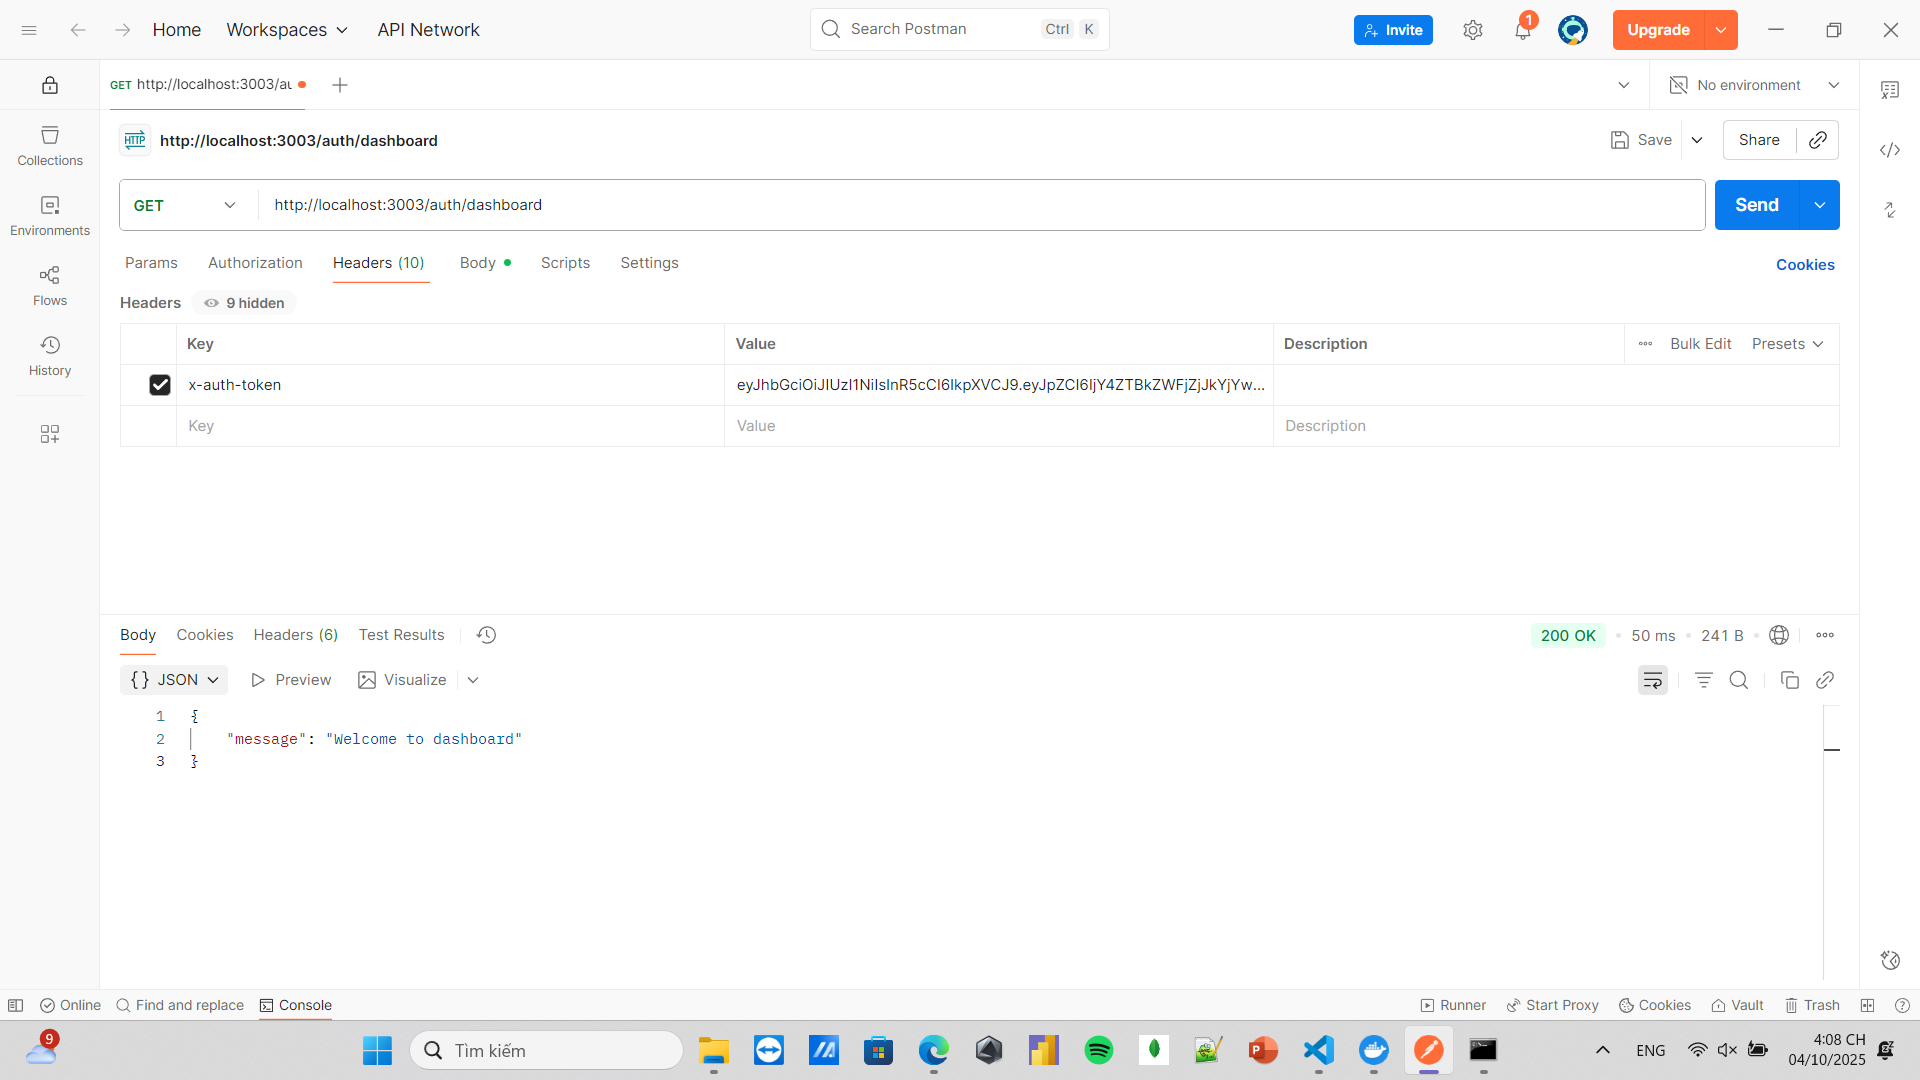 Home Workspaces API Network Search Postman Ctrl K Invite 1 Upgrade
GET http://localhost:3003/au No environment
HTTP http://localhost:3003/auth/dashboard Save Share
GET http://localhost:3003/auth/dashboard Send
Params Authorization Headers (10) Body Scripts Settings Cookies
Headers 9 hidden
Key Value Description Bulk Edit Presets
x-auth-token eyJhbGciOiJIUzI1NiIsInR5cCI6IkpXVCJ9.eyJpZCI6IjY4ZTBkZWFjZjJkYjYw...
Key Value Description
Collections
Environments
Flows
History
Body Cookies Headers (6) Test Results 200 OK 50 ms 241 B
{} JSON Preview Visualize
1 {
2 "message": "Welcome to dashboard"
3 }
Online Find and replace Console Runner Start Proxy Cookies Vault Trash
9 Tìm kiếm ENG 4:08 CH
04/10/2025